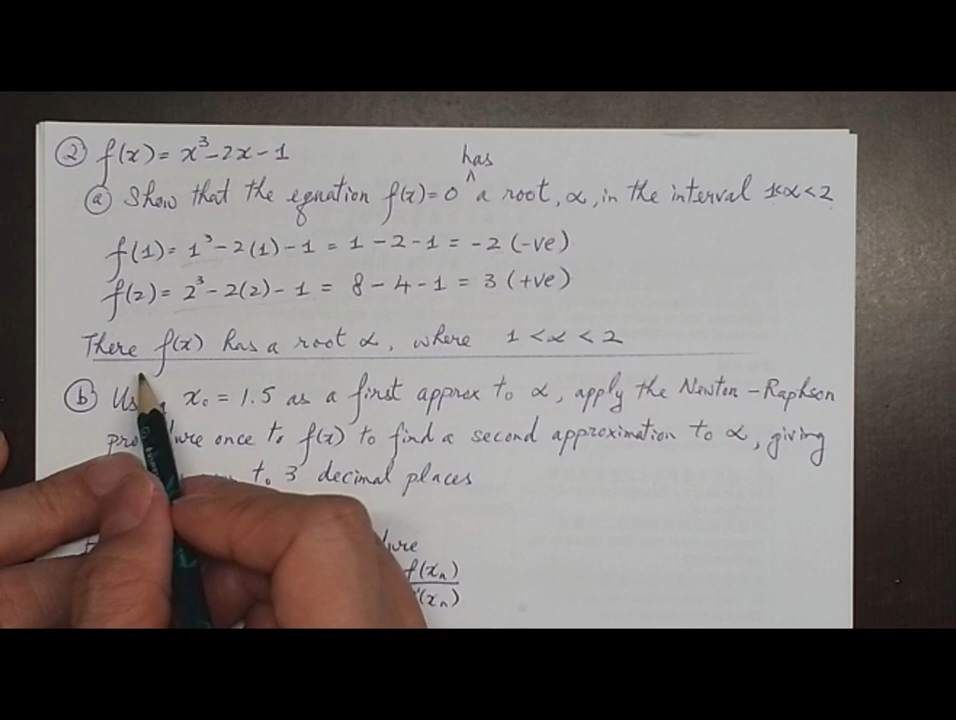 ② f(x) = x³ - 2x - 1
has
ⓐ Show that the equation f(x) = 0 ^ a root, α, in the interval 1<α<2
f(1) = 1³ - 2(1) - 1 = 1 - 2 - 1 = -2 (-ve)
f(2) = 2³ - 2(2) - 1 = 8 - 4 - 1 = 3 (+ve)
There f(x) has a root α, where 1 < α < 2
ⓑ x₀ = 1.5 as a first approx to α, apply the Newton - Raphson
once to f(x) to find a second approximation to α, giving
to 3 decimal places
f(xₙ)
(xₙ)